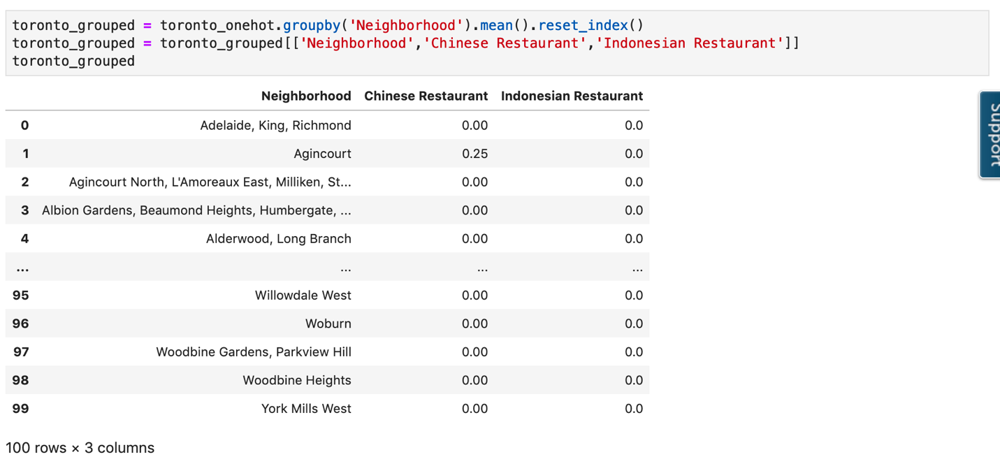 toronto_grouped = toronto_onehot.groupby('Neighborhood').mean().reset_index()
toronto_grouped = toronto_grouped[['Neighborhood','Chinese Restaurant','Indonesian Restaurant']]
toronto_grouped
Neighborhood Chinese Restaurant Indonesian Restaurant
0 Adelaide, King, Richmond 0.00 0.0
1 Agincourt 0.25 0.0
2 Agincourt North, L'Amoreaux East, Milliken, St... 0.00 0.0
3 Albion Gardens, Beaumond Heights, Humbergate, ... 0.00 0.0
4 Alderwood, Long Branch 0.00 0.0
... ... ... ...
95 Willowdale West 0.00 0.0
96 Woburn 0.00 0.0
97 Woodbine Gardens, Parkview Hill 0.00 0.0
98 Woodbine Heights 0.00 0.0
99 York Mills West 0.00 0.0
100 rows × 3 columns
Support